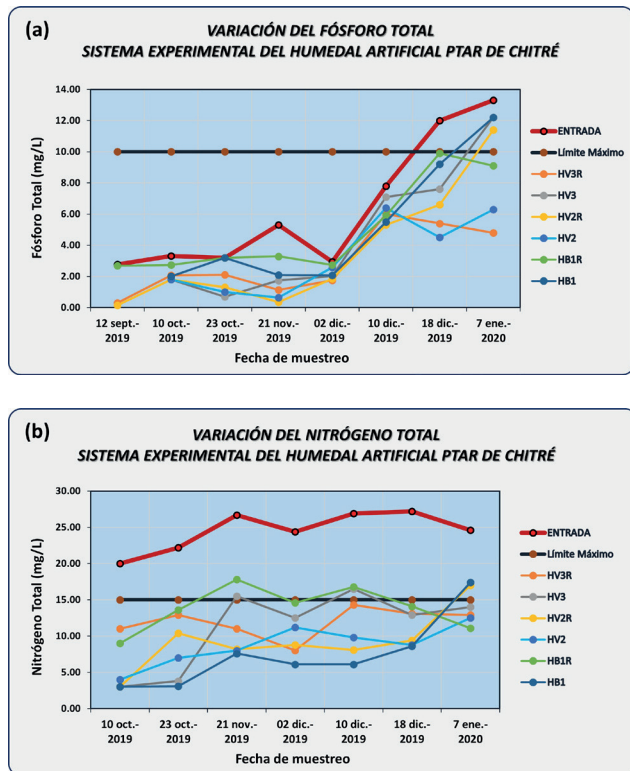 (a)
VARIACIÓN DEL FÓSFORO TOTAL
SISTEMA EXPERIMENTAL DEL HUMEDAL ARTIFICIAL PTAR DE CHITRÉ
Fósforo Total (mg/L)
14.00
12.00
10.00
8.00
6.00
4.00
2.00
0.00
12 sept.- 10 oct.- 23 oct.- 21 nov.- 02 dic.- 10 dic.- 18 dic.- 7 ene.-
2019 2019 2019 2019 2019 2019 2019 2020
Fecha de muestreo
ENTRADA
Límite Máximo
HV3R
HV3
HV2R
HV2
HB1R
HB1
(b)
VARIACIÓN DEL NITRÓGENO TOTAL
SISTEMA EXPERIMENTAL DEL HUMEDAL ARTIFICIAL PTAR DE CHITRÉ
Nitrógeno Total (mg/L)
30.00
25.00
20.00
15.00
10.00
5.00
0.00
10 oct.- 23 oct.- 21 nov.- 02 dic.- 10 dic.- 18 dic.- 7 ene.-
2019 2019 2019 2019 2019 2019 2020
Fecha de muestreo
ENTRADA
Límite Máximo
HV3R
HV3
HV2R
HV2
HB1R
HB1